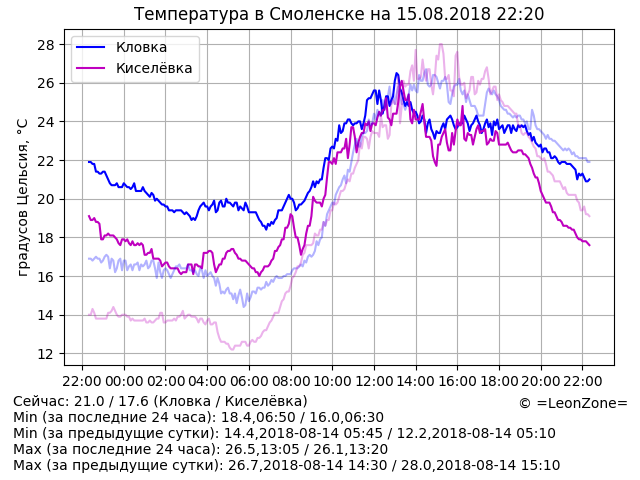 Температура в Смоленске на 15.08.2018 22:20
Кловка
Киселёвка
градусов Цельсия, °C
28
26
24
22
20
18
16
14
12
22:00 00:00 02:00 04:00 06:00 08:00 10:00 12:00 14:00 16:00 18:00 20:00 22:00
Сейчас: 21.0 / 17.6 (Кловка / Киселёвка)
© =LeonZone=
Min (за последние 24 часа): 18.4,06:50 / 16.0,06:30
Min (за предыдущие сутки): 14.4,2018-08-14 05:45 / 12.2,2018-08-14 05:10
Max (за последние 24 часа): 26.5,13:05 / 26.1,13:20
Max (за предыдущие сутки): 26.7,2018-08-14 14:30 / 28.0,2018-08-14 15:10